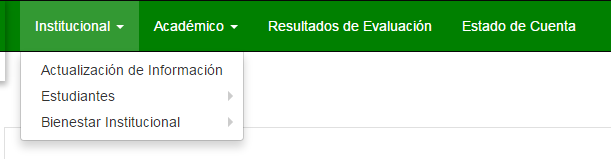 Institucional Académico Resultados de Evaluación Estado de Cuenta
Actualización de Información
Estudiantes
Bienestar Institucional